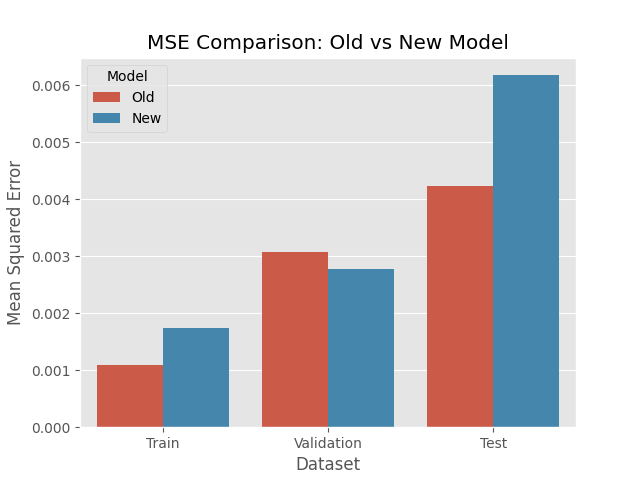 MSE Comparison: Old vs New Model
Model
Old
New
Mean Squared Error
0.006
0.005
0.004
0.003
0.002
0.001
0.000
Train
Validation
Test
Dataset